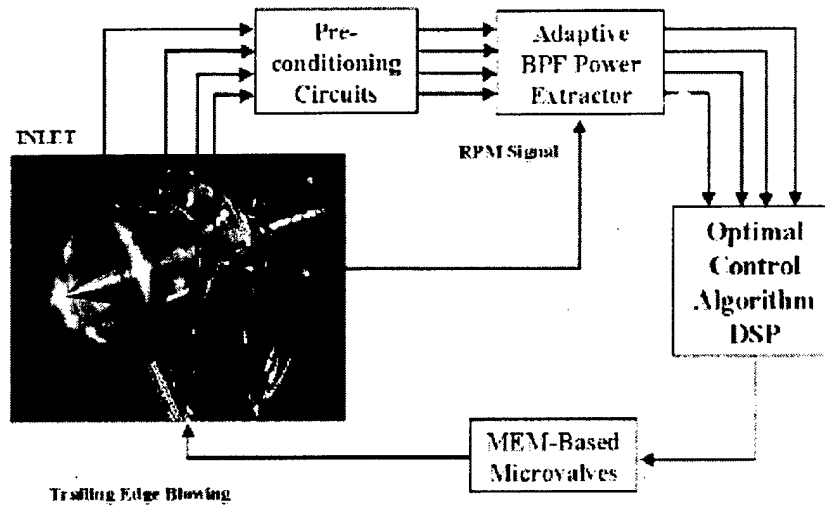 Pre-
conditioning
Circuits
Adaptive
BPF Power
Extractor
INLET
RPM Signal
Optimal
Control
Algorithm
DSP
MEM-Based
Microvalves
Trailing Edge Blowing